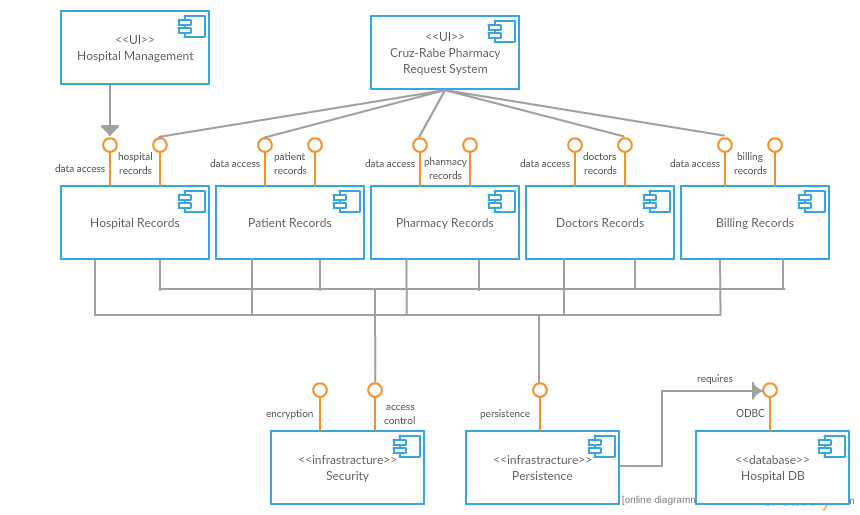 <<UI>>
Hospital Management
<<UI>>
Cruz-Rabe Pharmacy
Request System
data access
hospital
records
data access
patient
records
data access
pharmacy
records
data access
doctors
records
data access
billing
records
Hospital Records
Patient Records
Pharmacy Records
Doctors Records
Billing Records
requires
encryption
access
control
persistence
ODBC
<<infrastracture>>
Security
<<infrastracture>>
Persistence
<<database>>
Hospital DB
[online diagramm